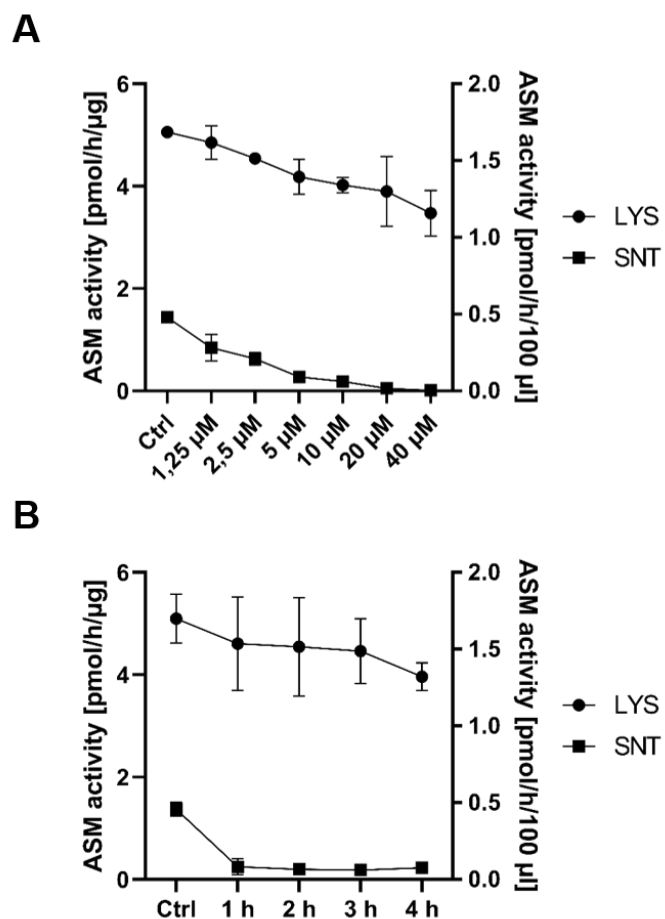 A
ASM activity [pmol/h/µg]
6
4
2
0
ASM activity [pmol/h/100 µl]
2.0
1.5
1.0
0.5
0.0
LYS
SNT
Ctrl
1,25 µM
2,5 µM
5 µM
10 µM
20 µM
40 µM
B
ASM activity [pmol/h/µg]
6
4
2
0
ASM activity [pmol/h/100 µl]
2.0
1.5
1.0
0.5
0.0
LYS
SNT
Ctrl 1 h 2 h 3 h 4 h